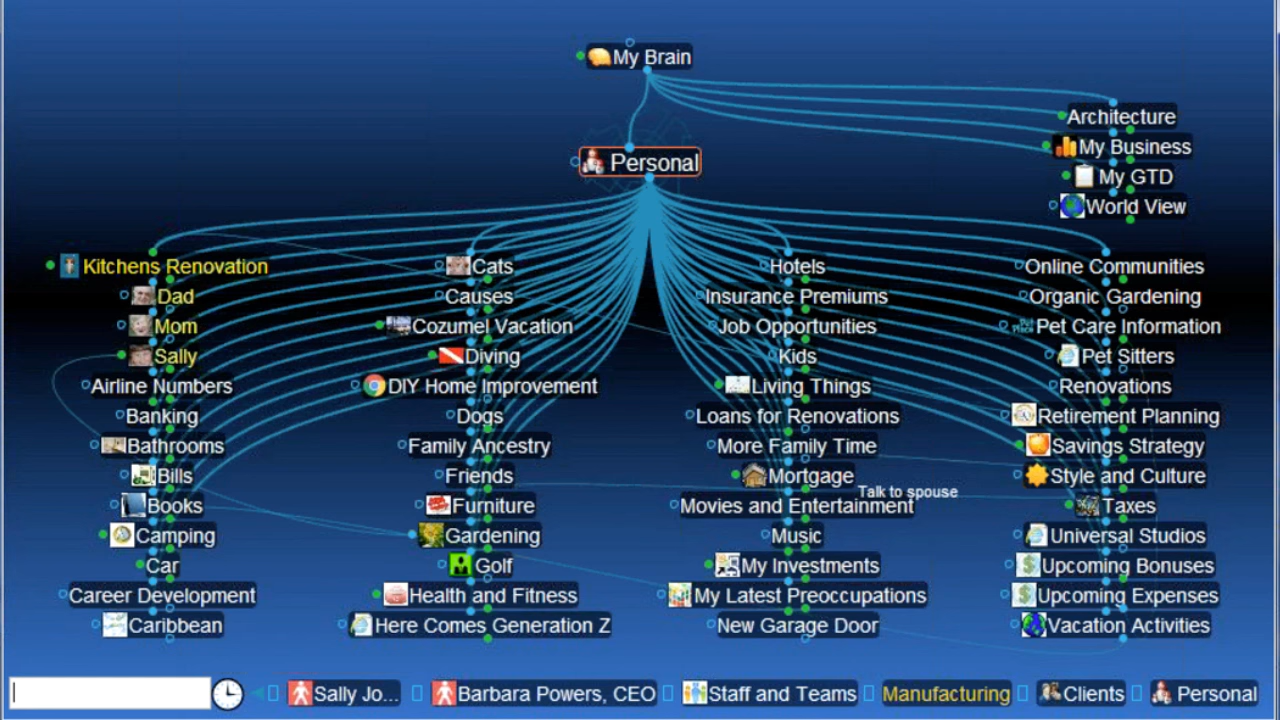 My Brain
Architecture
My Business
My GTD
World View
Personal
Kitchens Renovation
Dad
Mom
Sally
Airline Numbers
Banking
Bathrooms
Bills
Books
Camping
Car
Career Development
Caribbean
Cats
Causes
Cozumel Vacation
Diving
DIY Home Improvement
Dogs
Family Ancestry
Friends
Furniture
Gardening
Golf
Health and Fitness
Here Comes Generation Z
Hotels
Insurance Premiums
Job Opportunities
Kids
Living Things
Loans for Renovations
More Family Time
Mortgage
Talk to spouse
Movies and Entertainment
Music
My Investments
My Latest Preoccupations
New Garage Door
Online Communities
Organic Gardening
Pet Care Information
Pet Sitters
Renovations
Retirement Planning
Savings Strategy
Style and Culture
Taxes
Universal Studios
Upcoming Bonuses
Upcoming Expenses
Vacation Activities
Sally Jo... Barbara Powers, CEO Staff and Teams Manufacturing Clients Personal